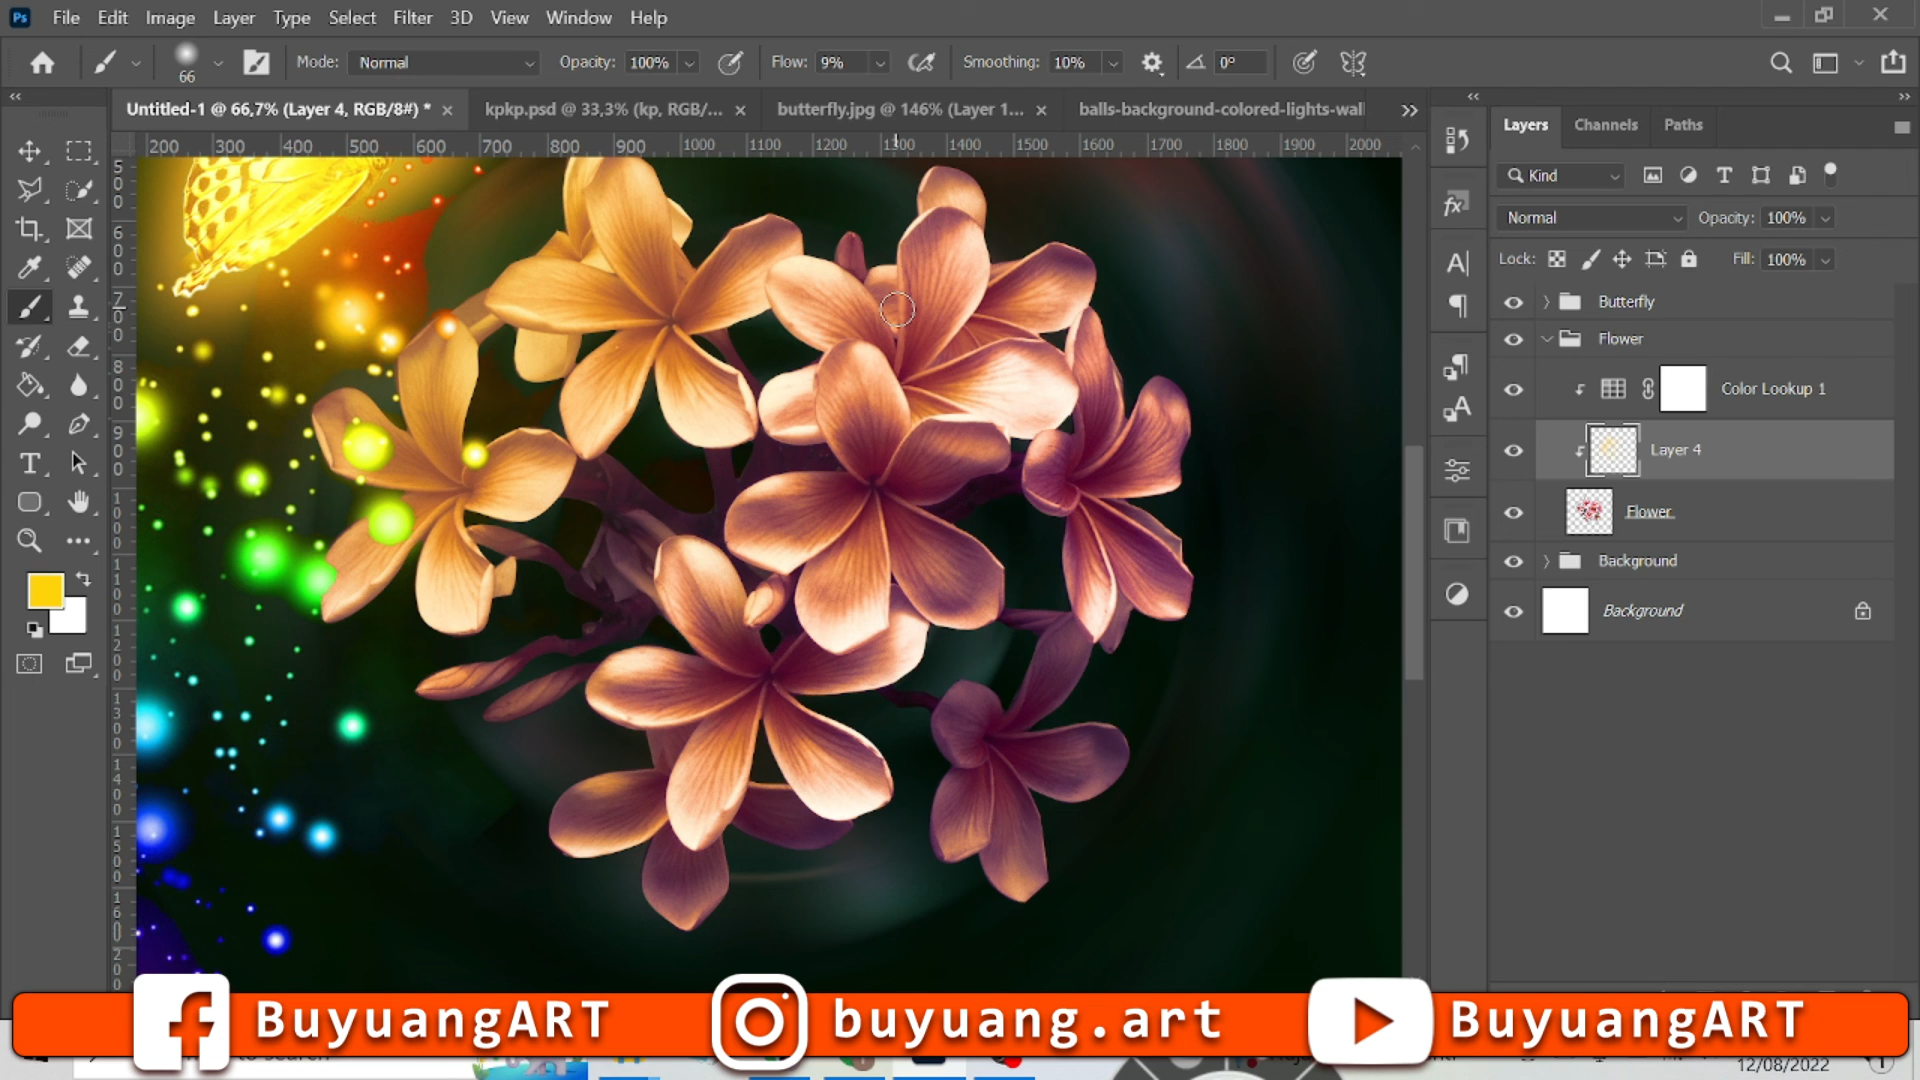 Ps File Edit Image Layer Type Select Filter 3D View Window Help
66 Mode: Normal Opacity: 100% Flow: 9% Smoothing: 10% 0°
Untitled-1 @ 66,7% (Layer 4, RGB/8#) * × kpkp.psd @ 33,3% (kp, RGB/... × butterfly.jpg @ 146% (Layer 1... × balls-background-colored-lights-wal
Layers Channels Paths
200 300 400 500 600 700 800 900 1000 1100 1200 1300 1400 1500 1600 1700 1800 1900 2000
Kind
Normal Opacity: 100%
Lock: Fill: 100%
Butterfly
Flower
Color Lookup 1
Layer 4
Flower
Background
Background
BuyuangART buyuang.art BuyuangART
to search
12/08/2022